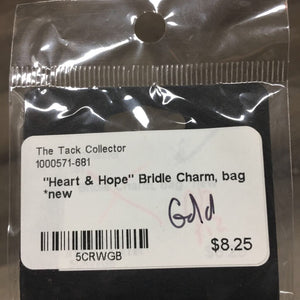 The Tack Collector
1000571-681
"Heart & Hope" Bridle Charm, bag
*new
Gold
$8.25
5CRWGB